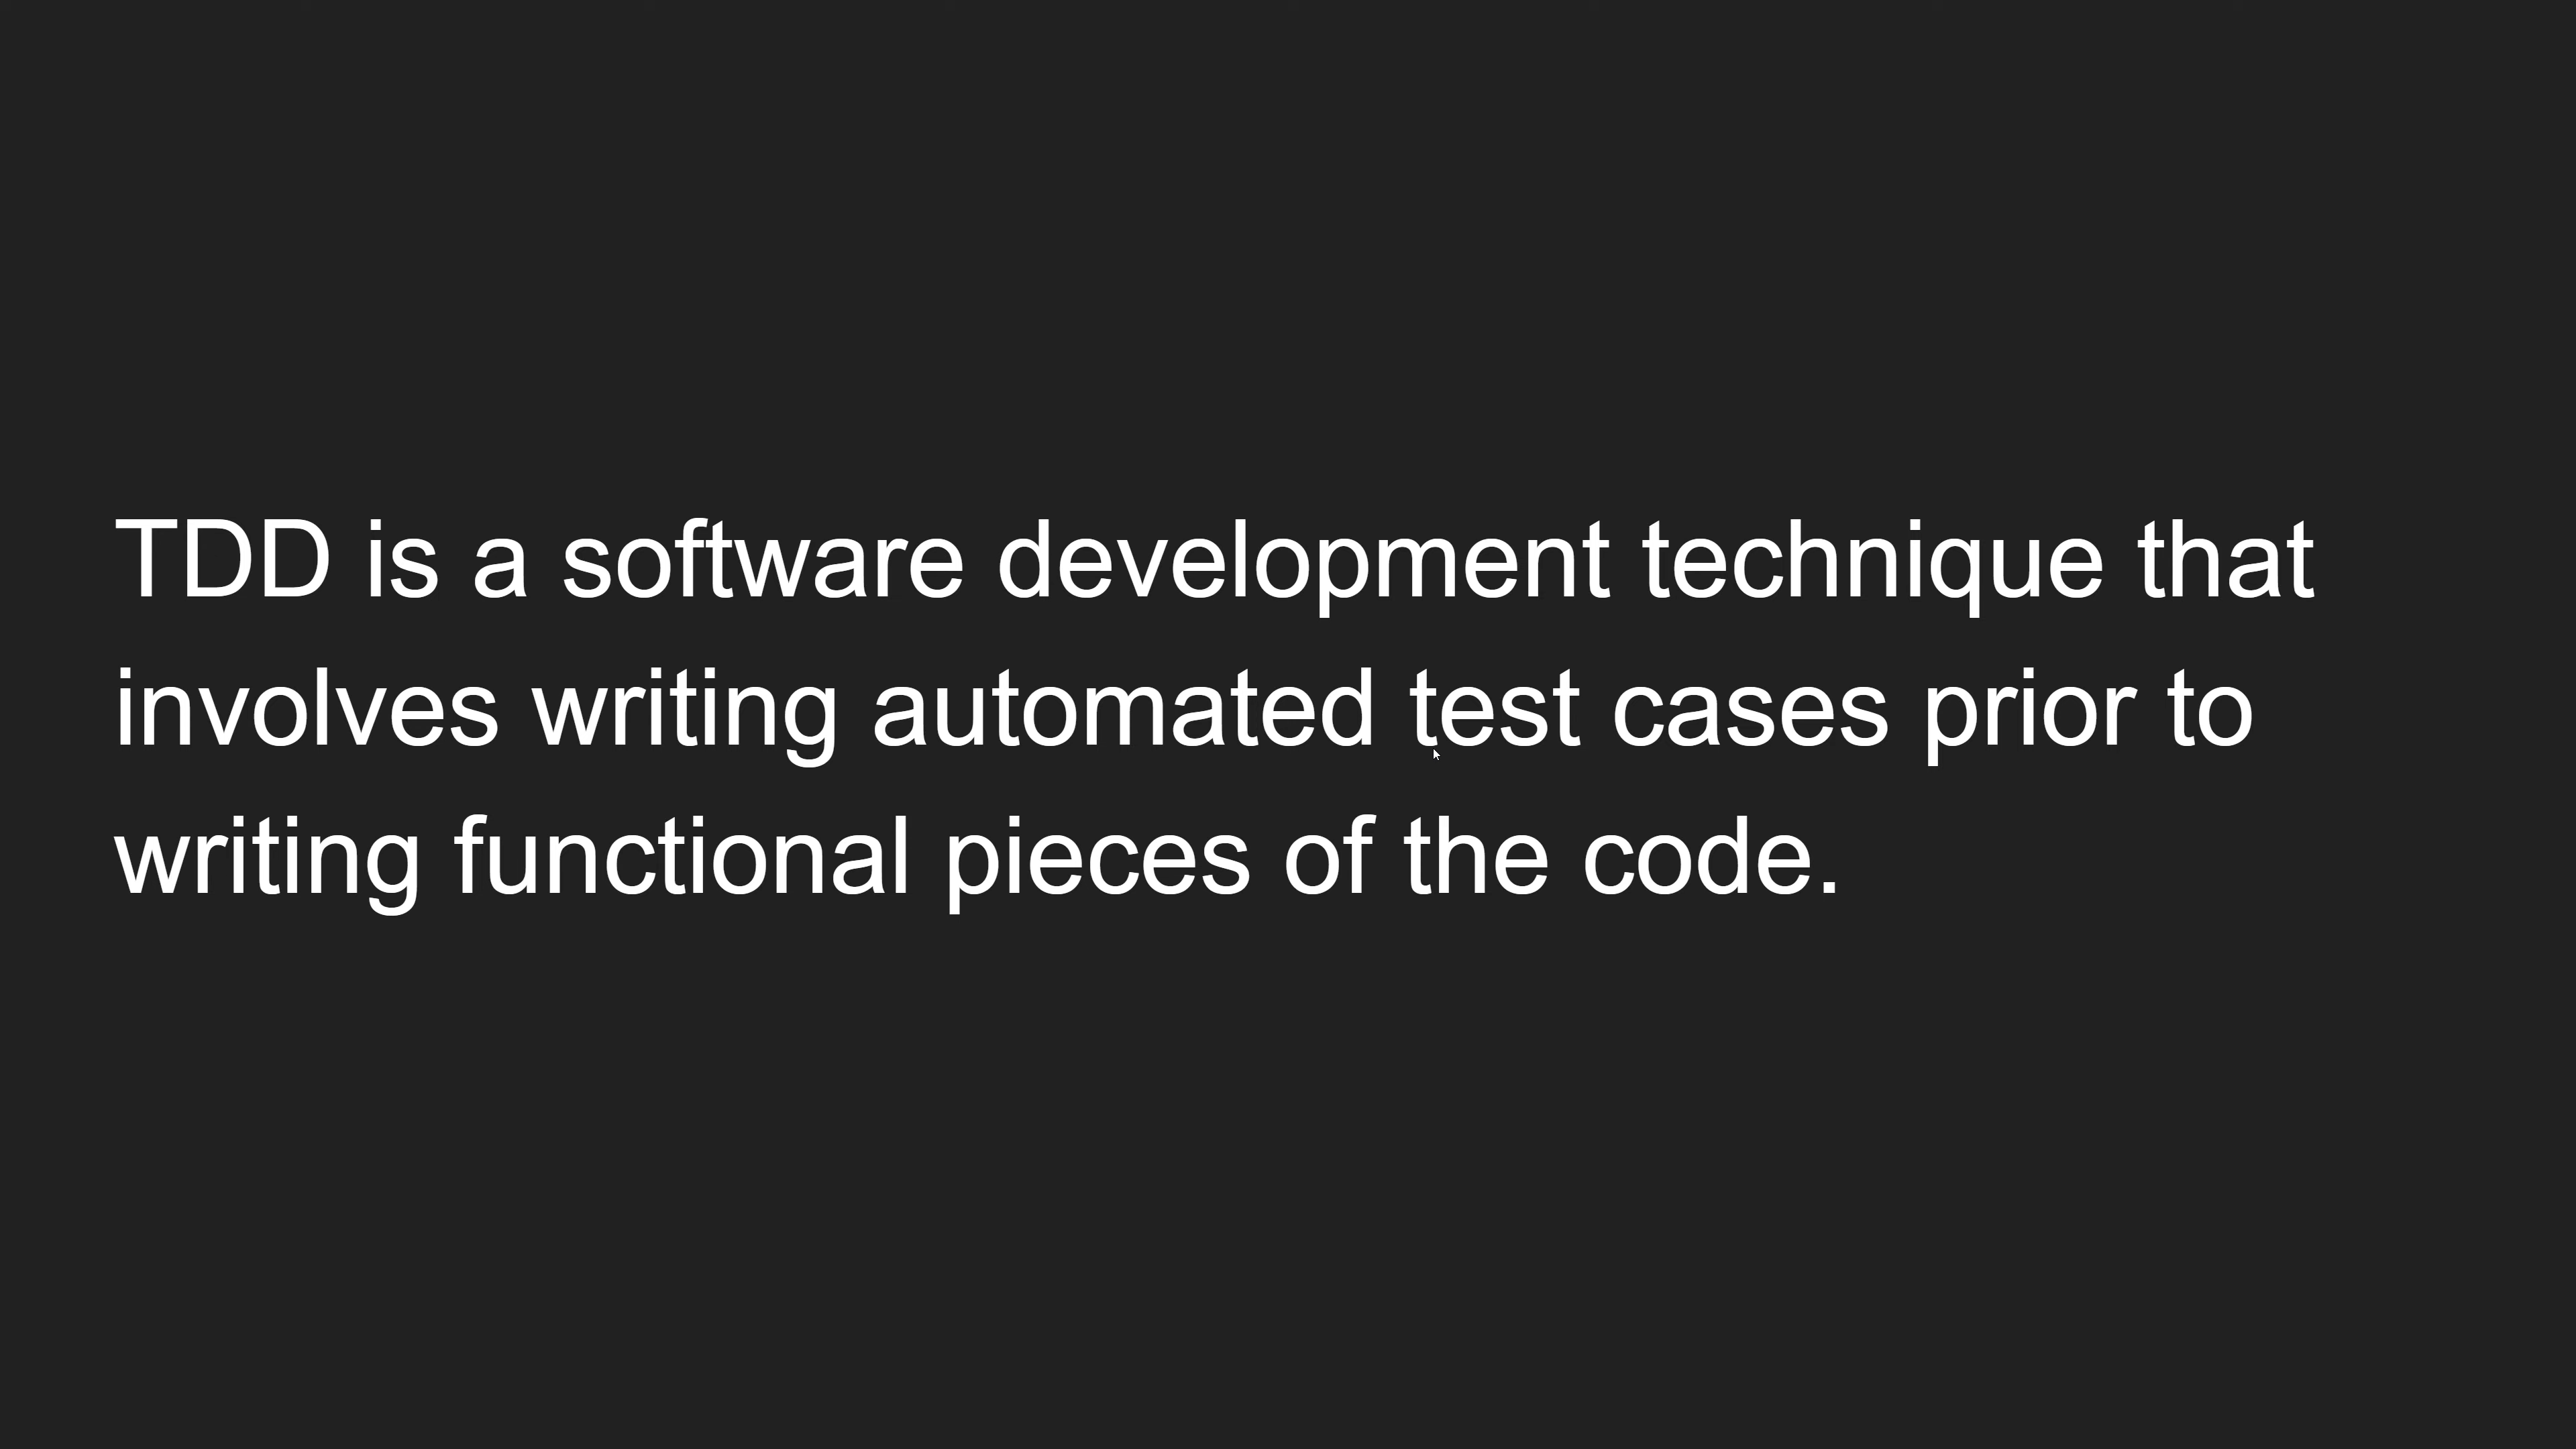 TDD is a software development technique that
involves writing automated test cases prior to
writing functional pieces of the code.